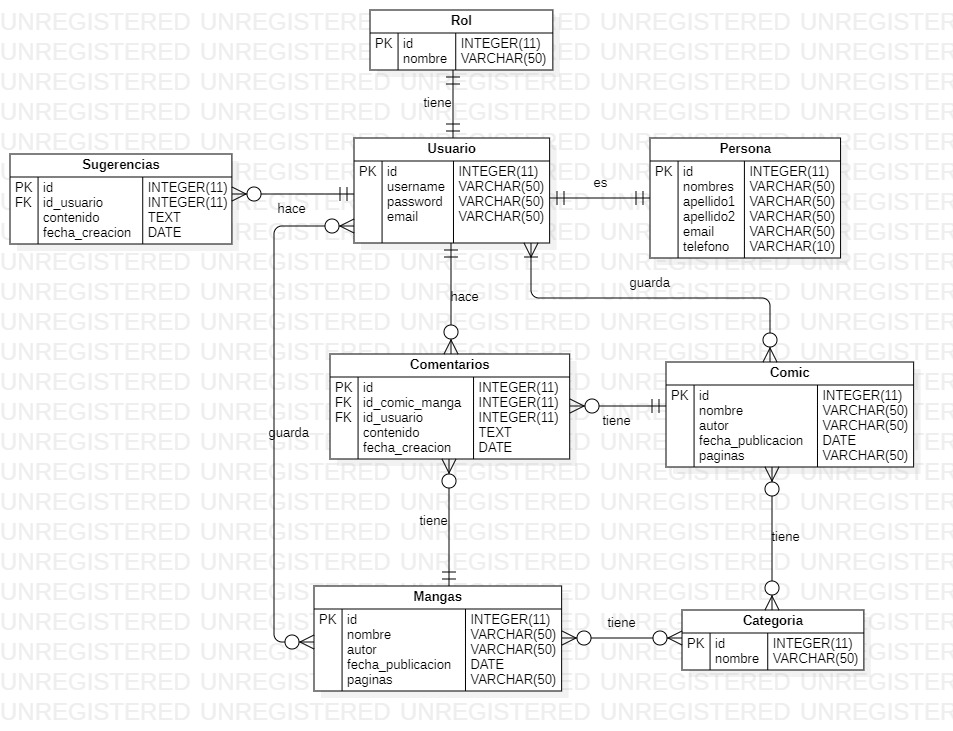 Rol
PK id INTEGER(11)
nombre VARCHAR(50)
tiene
Usuario
PK id INTEGER(11)
username VARCHAR(50)
password VARCHAR(50)
email VARCHAR(50)
Persona
PK id INTEGER(11)
nombres VARCHAR(50)
apellido1 VARCHAR(50)
apellido2 VARCHAR(50)
email VARCHAR(50)
telefono VARCHAR(10)
es
Sugerencias
PK id INTEGER(11)
FK id_usuario INTEGER(11)
contenido TEXT
fecha_creacion DATE
hace
guarda
hace
Comentarios
PK id INTEGER(11)
FK id_comic_manga INTEGER(11)
FK id_usuario INTEGER(11)
contenido TEXT
fecha_creacion DATE
Comic
PK id INTEGER(11)
nombre VARCHAR(50)
autor VARCHAR(50)
fecha_publicacion DATE
paginas VARCHAR(50)
tiene
guarda
tiene
tiene
Mangas
PK id INTEGER(11)
nombre VARCHAR(50)
autor VARCHAR(50)
fecha_publicacion DATE
paginas VARCHAR(50)
tiene
Categoria
PK id INTEGER(11)
nombre VARCHAR(50)
UNREGISTERED UNREGISTERED UNREGISTERED UNREGISTERED UNREGISTERED